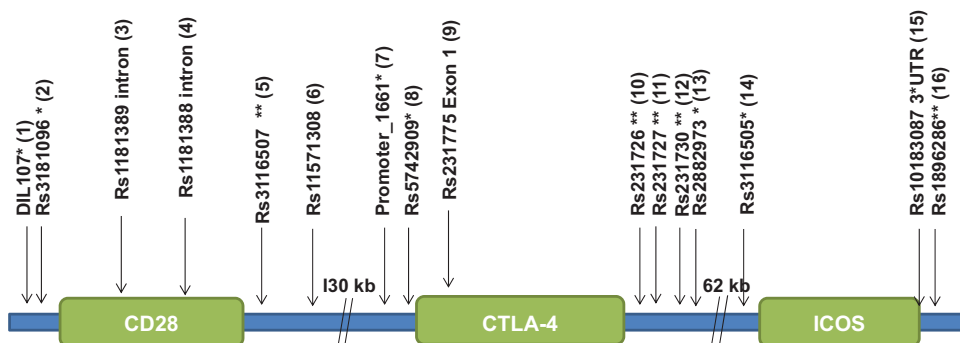 DIL107* (1)
Rs3181096 * (2)
Rs1181389 intron (3)
Rs1181388 intron (4)
Rs3116507 ** (5)
Rs11571308 (6)
Promoter_1661* (7)
Rs5742909* (8)
Rs231775 Exon 1 (9)
Rs231726 ** (10)
Rs231727 ** (11)
Rs231730 ** (12)
Rs2882973 * (13)
Rs3116505* (14)
Rs10183087 3*UTR (15)
Rs1896286** (16)
I30 kb
62 kb
CD28
CTLA-4
ICOS